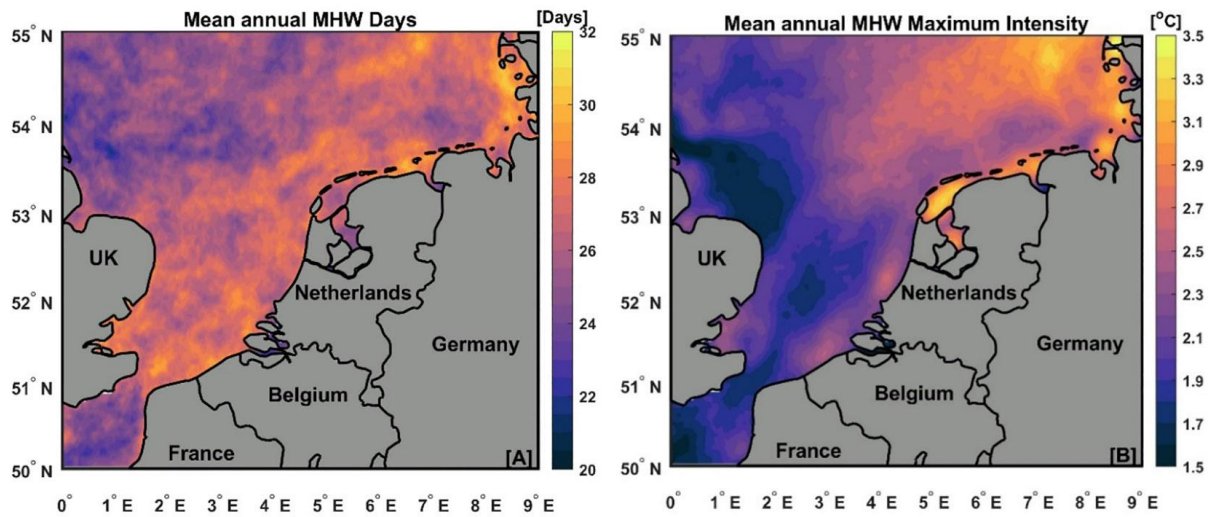 Mean annual MHW Days
[Days]
55° N
54° N
53° N
52° N
51° N
50° N
UK
Netherlands
Germany
Belgium
France
[A]
0° 1° E 2° E 3° E 4° E 5° E 6° E 7° E 8° E 9° E
32
30
28
26
24
22
20
Mean annual MHW Maximum Intensity
[°C]
55° N
54° N
53° N
52° N
51° N
50° N
UK
Netherlands
Germany
Belgium
France
[B]
0° 1° E 2° E 3° E 4° E 5° E 6° E 7° E 8° E 9° E
3.5
3.3
3.1
2.9
2.7
2.5
2.3
2.1
1.9
1.7
1.5